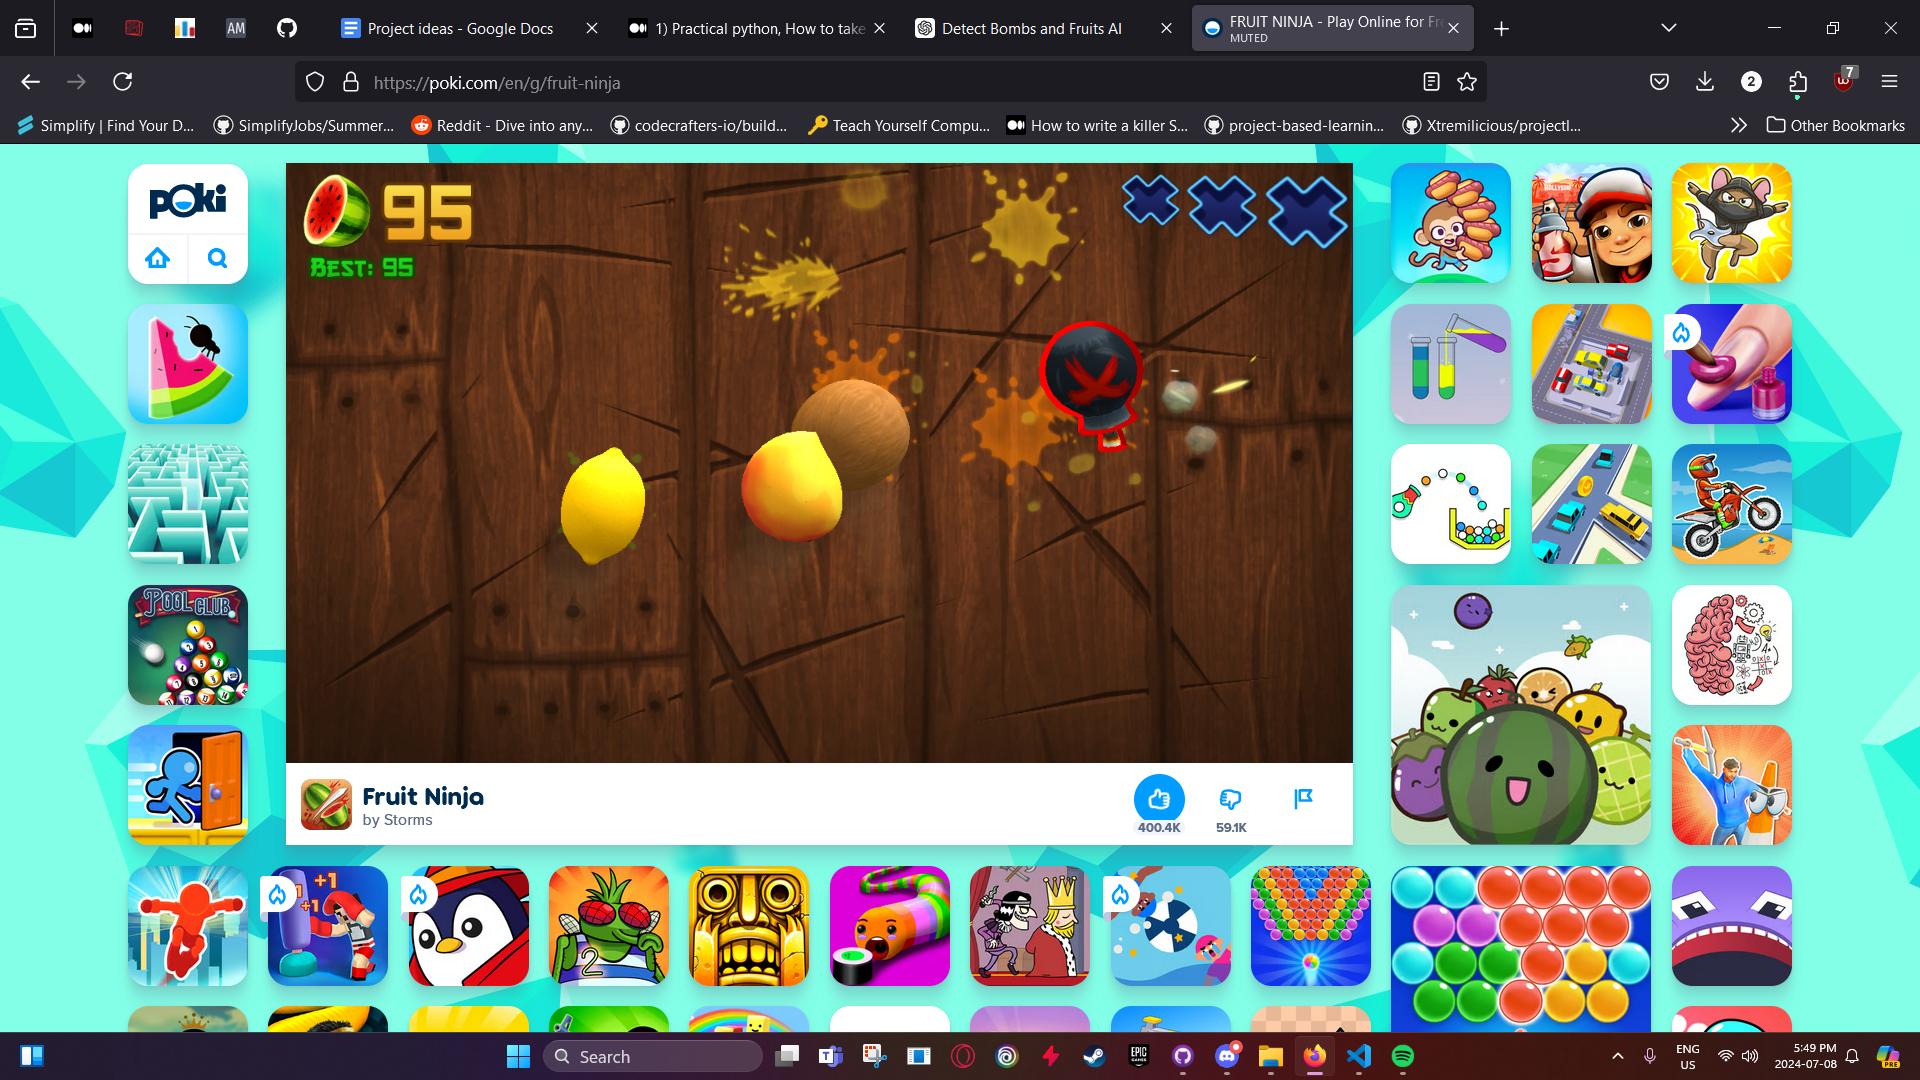 AM
Project ideas - Google Docs
1) Practical python, How to take
Detect Bombs and Fruits AI
FRUIT NINJA - Play Online for Fr
MUTED
https://poki.com/en/g/fruit-ninja
2
7
Simplify | Find Your D...
SimplifyJobs/Summer...
Reddit - Dive into any...
codecrafters-io/build...
Teach Yourself Compu...
How to write a killer S...
project-based-learnin...
Xtremilicious/projectl...
Other Bookmarks
poki
95
BEST: 95
POOL CLUB
Fruit Ninja
by Storms
400.4K
59.1K
+1
+1
2
Search
EPIC GAMES
ENG
US
5:49 PM
2024-07-08
PRE